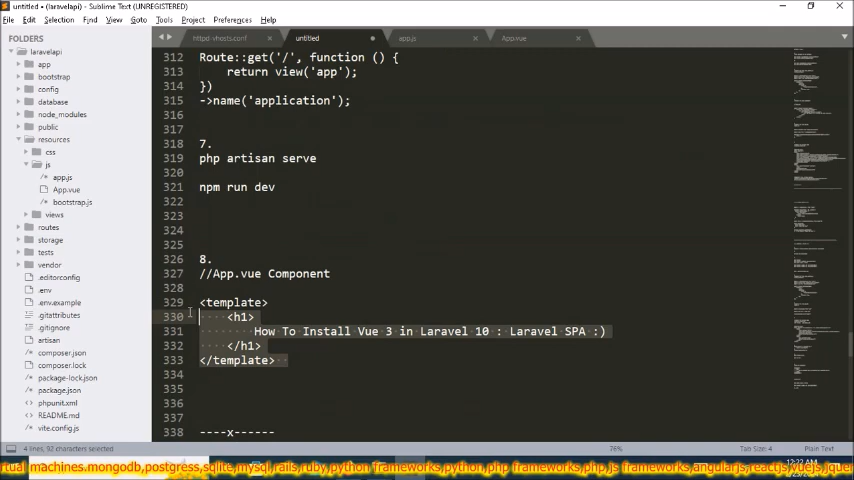 untitled • (laravelapi) - Sublime Text (UNREGISTERED)
File Edit Selection Find View Goto Tools Project Preferences Help
FOLDERS
httpd-vhosts.conf untitled app.js App.vue
laravelapi
app
bootstrap
config
database
node_modules
public
resources
css
js
app.js
App.vue
bootstrap.js
views
routes
storage
tests
vendor
.editorconfig
.env
.env.example
.gitattributes
.gitignore
artisan
composer.json
composer.lock
package-lock.json
package.json
phpunit.xml
README.md
vite.config.js
312 Route::get('/', function () {
313 return view('app');
314 })
315 ->name('application');
316
317
318 7.
319 php artisan serve
320
321 npm run dev
322
323
324
325
326 8.
327 //App.vue Component
328
329 <template>
330 <h1>
331 How To Install Vue 3 in Laravel 10 : Laravel SPA :)
332 </h1>
333 </template>
334
335
336
337
338 ----x------
4 lines, 92 characters selected 76% Tab Size: 4 Plain Text
rtual machines.mongodb,postgress,sqlite,mysql,rails,ruby,python frameworks,python,php frameworks,php,js frameworks,angularjs,reactjs,vuejs,jquer